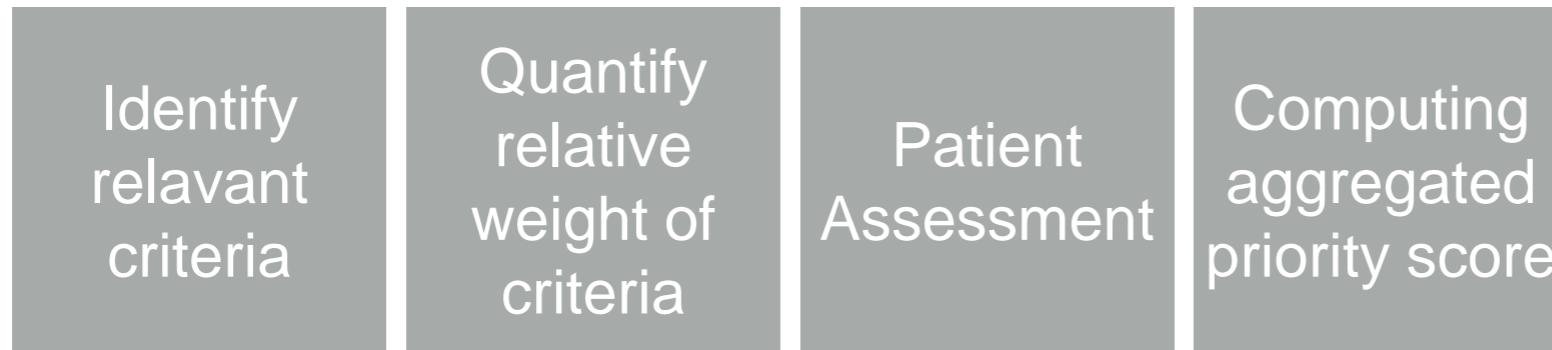 Identify
relavant
criteria
Quantify
relative
weight of
criteria
Patient
Assessment
Computing
aggregated
priority score